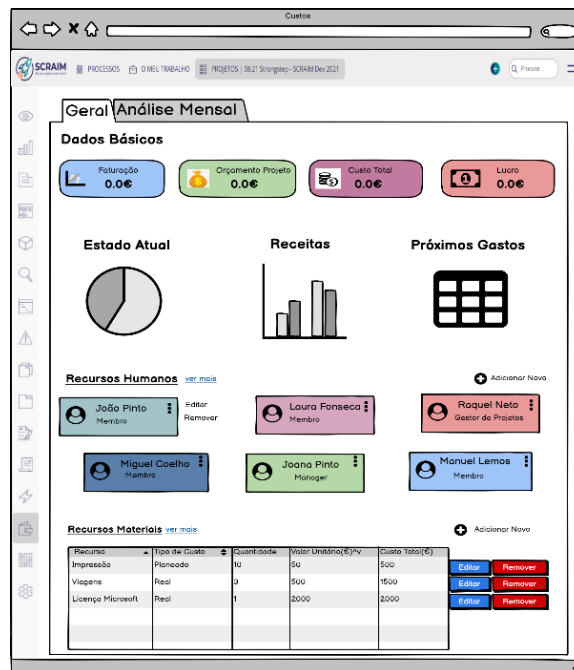 Custos
SCRAIM PROCESSOS O MEU TRABALHO PROJETOS | 38.21 Strongstep - SCRAIM Dev 2021 Procurar...
Geral Análise Mensal
Dados Básicos
Faturação Orçamento Projeto Custo Total Lucro
0.0€ 0.0€ 0.0€ 0.0€
Estado Atual Receitas Próximos Gastos
Recursos Humanos ver mais Adicionar Novo
João Pinto Editar Laura Fonseca Raquel Neto
Membro Remover Membro Gestor de Projetos
Miguel Coelho Joana Pinto Manuel Lemos
Membro Manager Membro
Recursos Materiais ver mais Adicionar Novo
Recurso Tipo de Custo Quantidade Valor Unitário(€)^v Custo Total(€)
Impressão Planeado 10 50 500 Editar Remover
Viagens Real 3 500 1500 Editar Remover
Licença Microsoft Real 1 2000 2000 Editar Remover